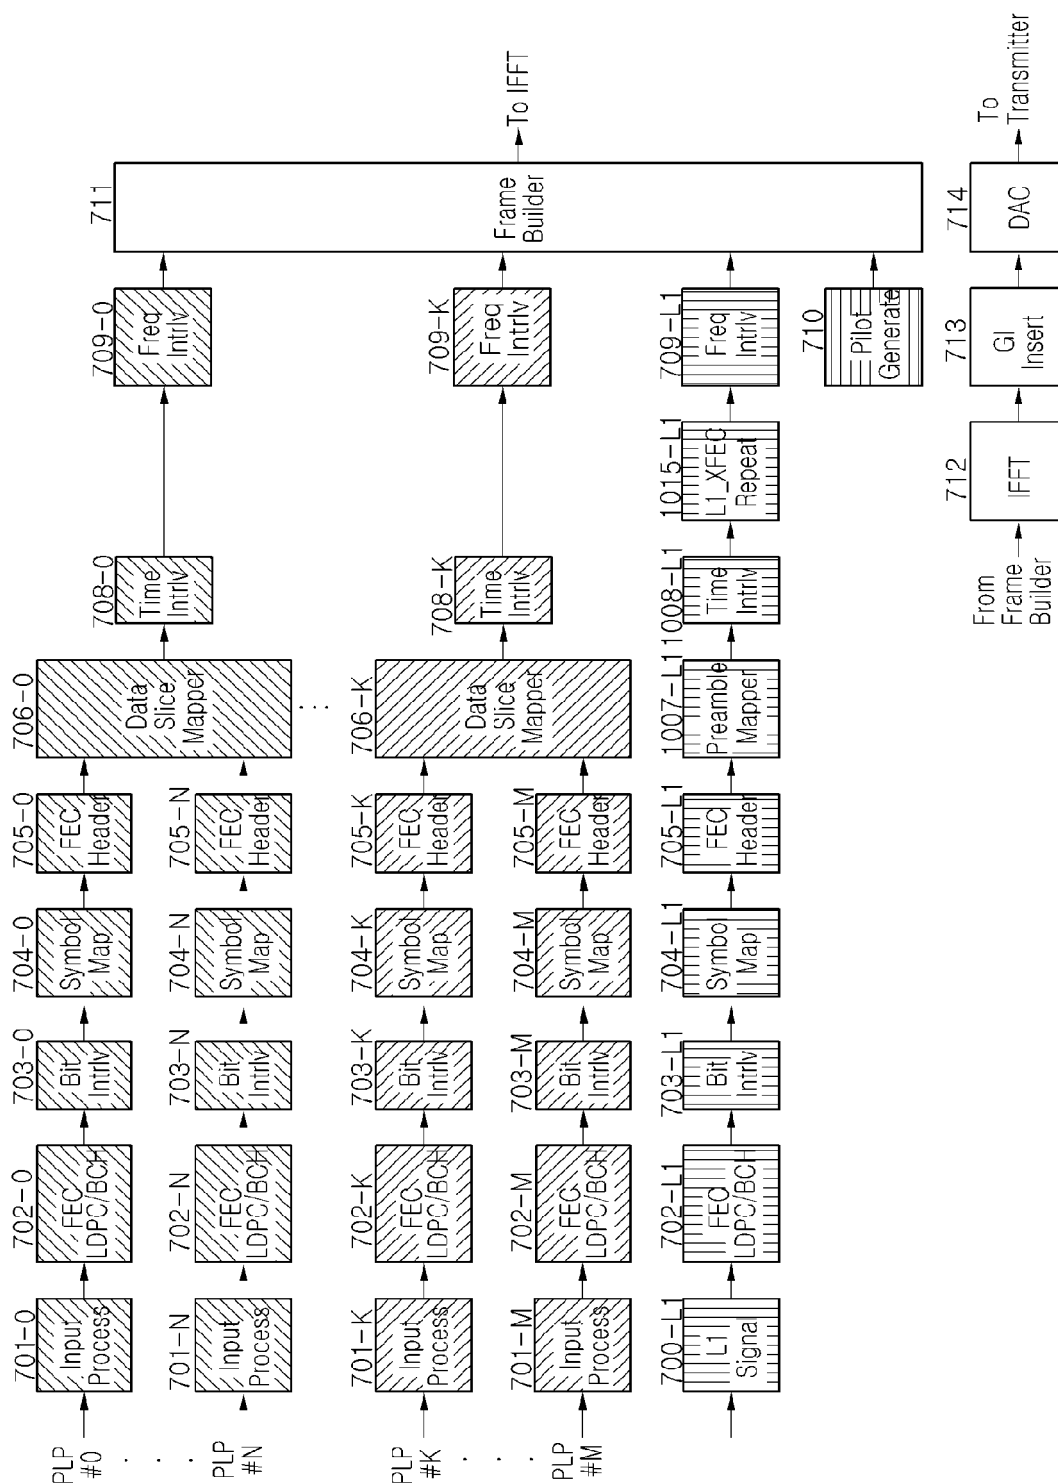 PLP
#0
701-0
Input
Process
702-0
FEC
LDPC/BCH
703-0
Bit
Intrlv
704-0
Symbol
Map
705-0
FEC
Header
706-0
Data
Slice
Mapper
708-0
Time
Intrlv
709-0
Freq
Intrlv
711
Frame
Builder
To IFFT
PLP
#N
701-N
Input
Process
702-N
FEC
LDPC/BCH
703-N
Bit
Intrlv
704-N
Symbol
Map
705-N
FEC
Header
PLP
#K
701-K
Input
Process
702-K
FEC
LDPC/BCH
703-K
Bit
Intrlv
704-K
Symbol
Map
705-K
FEC
Header
706-K
Data
Slice
Mapper
708-K
Time
Intrlv
709-K
Freq
Intrlv
PLP
#M
701-M
Input
Process
702-M
FEC
LDPC/BCH
703-M
Bit
Intrlv
704-M
Symbol
Map
705-M
FEC
Header
700-L1
L1
Signal
702-L1
FEC
LDPC/BCH
703-L1
Bit
Intrlv
704-L1
Symbol
Map
705-L1
FEC
Header
1007-L1
Preamble
Mapper
1008-L1
Time
Intrlv
1015-L1
L1_XFEC
Repeat
709-L1
Freq
Intrlv
710
Pilot
Generate
From
Frame
Builder
712
IFFT
713
GI
Insert
714
DAC
To
Transmitter